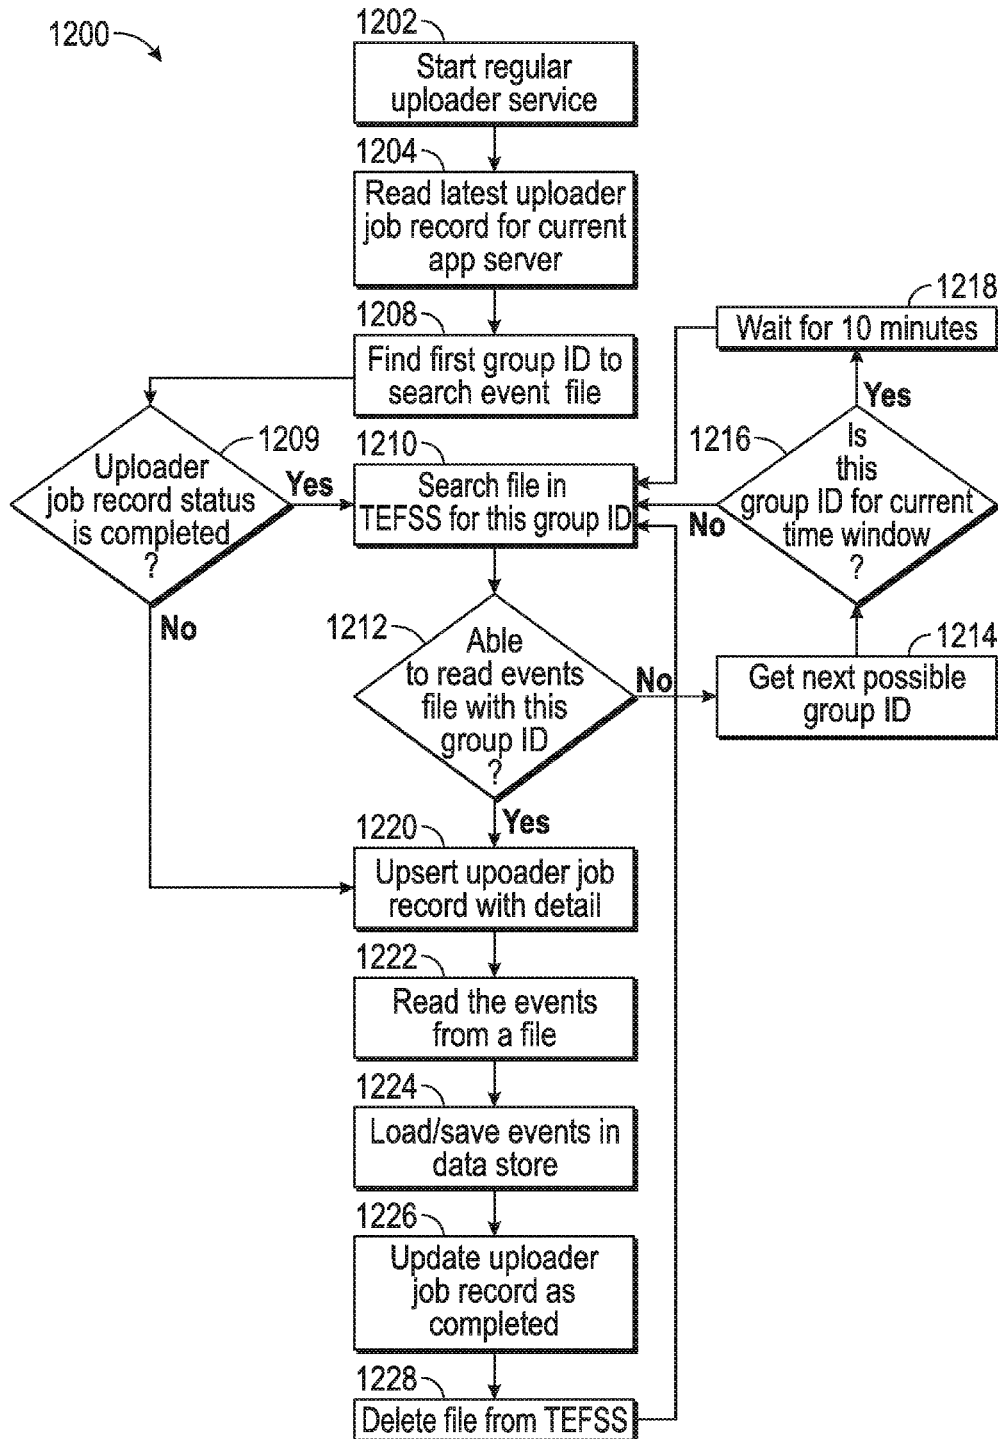 1200
1202
Start regular
uploader service
1204
Read latest uploader
job record for current
app server
1208
Find first group ID to
search event file
1218
Wait for 10 minutes
1209
Uploader
job record status
is completed
?
Yes
No
1210
Search file in
TEFSS for this group ID
1216
Is
this
group ID for current
time window
?
Yes
No
1212
Able
to read events
file with this
group ID
?
No
Yes
1214
Get next possible
group ID
1220
Upsert upoader job
record with detail
1222
Read the events
from a file
1224
Load/save events in
data store
1226
Update uploader
job record as
completed
1228
Delete file from TEFSS